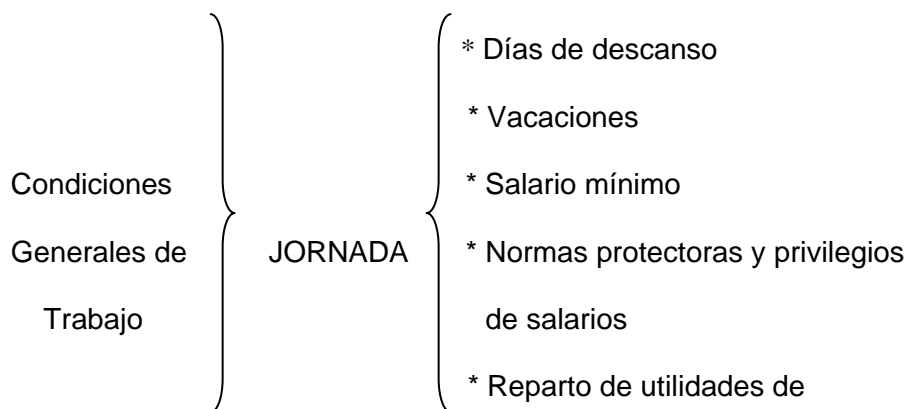 * Días de descanso
* Vacaciones
Condiciones
* Salario mínimo
Generales de
JORNADA
* Normas protectoras y privilegios
Trabajo
de salarios
* Reparto de utilidades de